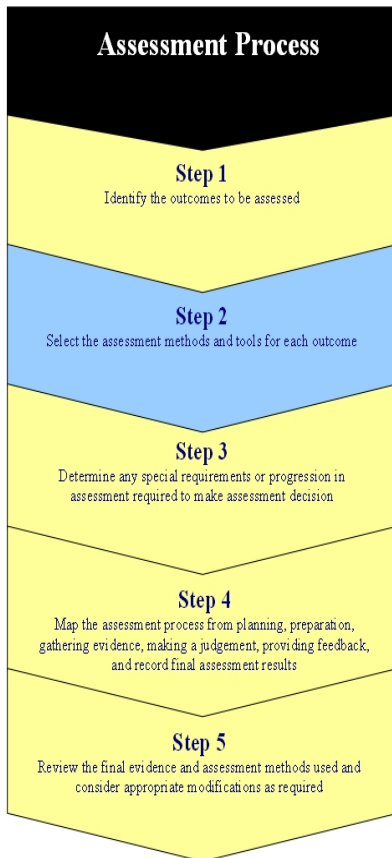 Assessment Process
Step 1
Identify the outcomes to be assessed
Step 2
Select the assessment methods and tools for each outcome
Step 3
Determine any special requirements or progression in
assessment required to make assessment decision
Step 4
Map the assessment process from planning, preparation,
gathering evidence, making a judgement, providing feedback,
and record final assessment results
Step 5
Review the final evidence and assessment methods used and
consider appropriate modifications as required